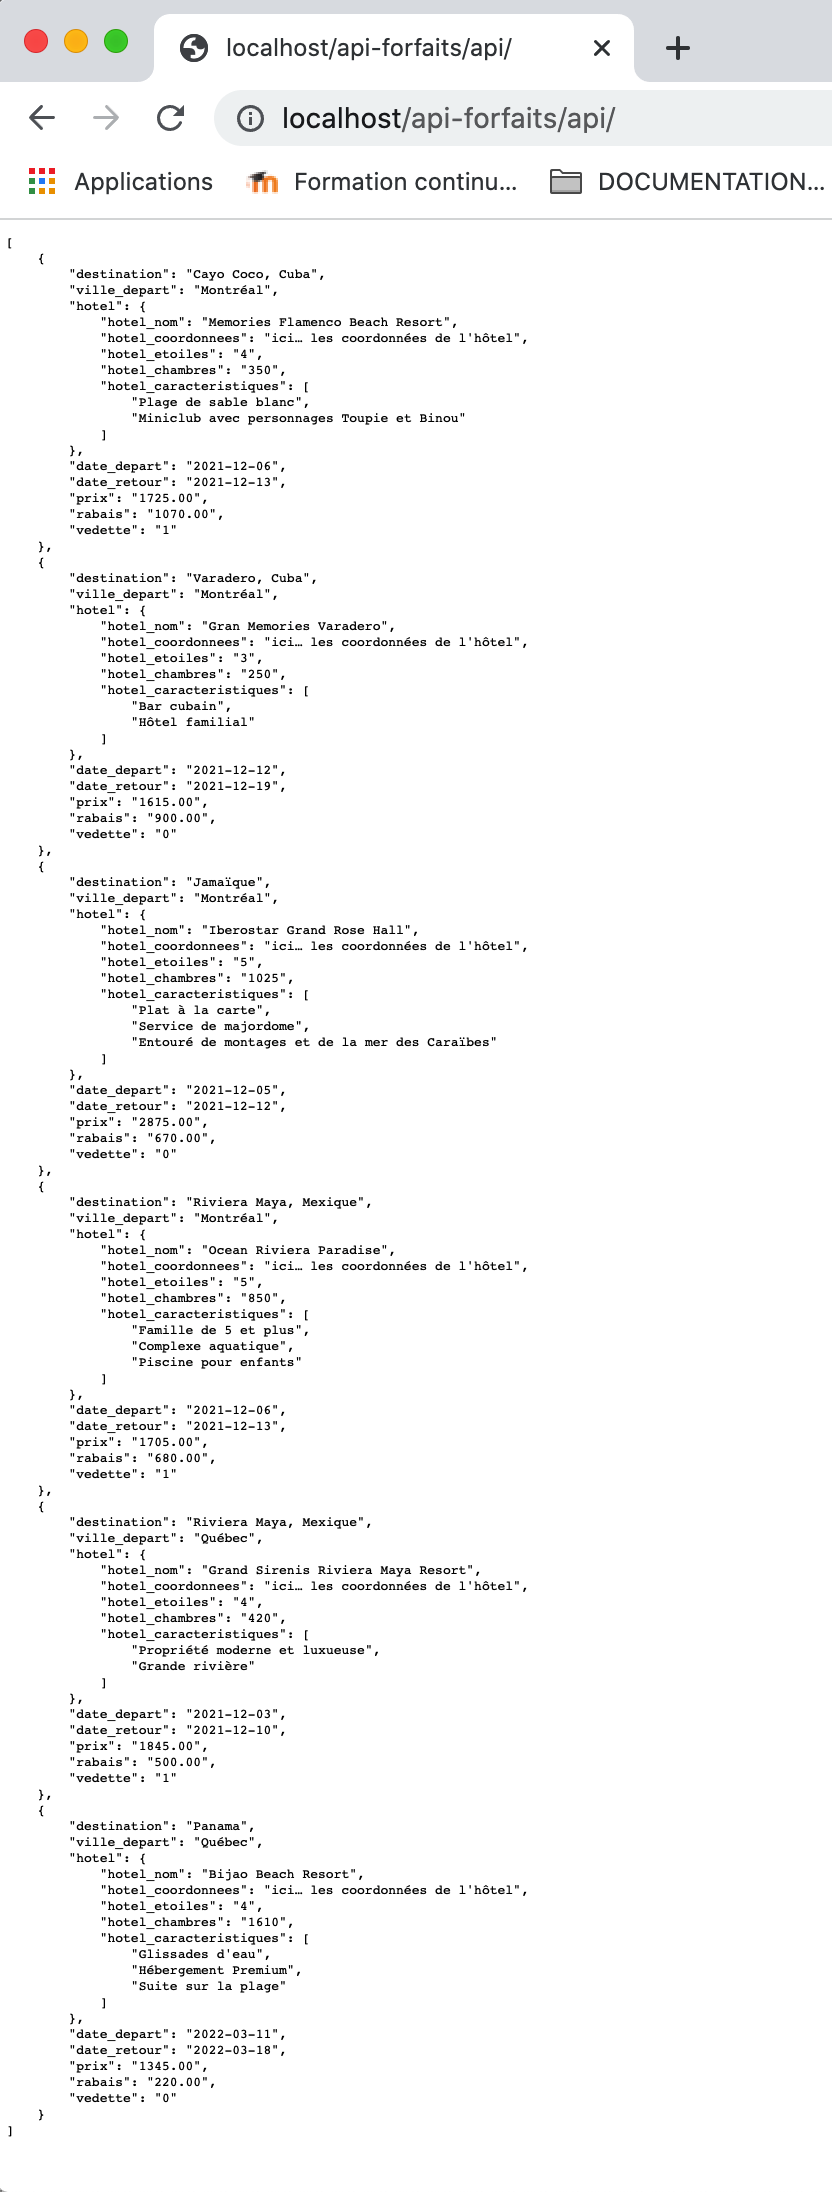 localhost/api-forfaits/api/
localhost/api-forfaits/api/
Applications
Formation continu...
DOCUMENTATION...
[
    {
        "destination": "Cayo Coco, Cuba",
        "ville_depart": "Montréal",
        "hotel": {
            "hotel_nom": "Memories Flamenco Beach Resort",
            "hotel_coordonnees": "ici… les coordonnées de l'hôtel",
            "hotel_etoiles": "4",
            "hotel_chambres": "350",
            "hotel_caracteristiques": [
                "Plage de sable blanc",
                "Miniclub avec personnages Toupie et Binou"
            ]
        },
        "date_depart": "2021-12-06",
        "date_retour": "2021-12-13",
        "prix": "1725.00",
        "rabais": "1070.00",
        "vedette": "1"
    },
    {
        "destination": "Varadero, Cuba",
        "ville_depart": "Montréal",
        "hotel": {
            "hotel_nom": "Gran Memories Varadero",
            "hotel_coordonnees": "ici… les coordonnées de l'hôtel",
            "hotel_etoiles": "3",
            "hotel_chambres": "250",
            "hotel_caracteristiques": [
                "Bar cubain",
                "Hôtel familial"
            ]
        },
        "date_depart": "2021-12-12",
        "date_retour": "2021-12-19",
        "prix": "1615.00",
        "rabais": "900.00",
        "vedette": "0"
    },
    {
        "destination": "Jamaïque",
        "ville_depart": "Montréal",
        "hotel": {
            "hotel_nom": "Iberostar Grand Rose Hall",
            "hotel_coordonnees": "ici… les coordonnées de l'hôtel",
            "hotel_etoiles": "5",
            "hotel_chambres": "1025",
            "hotel_caracteristiques": [
                "Plat à la carte",
                "Service de majordome",
                "Entouré de montages et de la mer des Caraïbes"
            ]
        },
        "date_depart": "2021-12-05",
        "date_retour": "2021-12-12",
        "prix": "2875.00",
        "rabais": "670.00",
        "vedette": "0"
    },
    {
        "destination": "Riviera Maya, Mexique",
        "ville_depart": "Montréal",
        "hotel": {
            "hotel_nom": "Ocean Riviera Paradise",
            "hotel_coordonnees": "ici… les coordonnées de l'hôtel",
            "hotel_etoiles": "5",
            "hotel_chambres": "850",
            "hotel_caracteristiques": [
                "Famille de 5 et plus",
                "Complexe aquatique",
                "Piscine pour enfants"
            ]
        },
        "date_depart": "2021-12-06",
        "date_retour": "2021-12-13",
        "prix": "1705.00",
        "rabais": "680.00",
        "vedette": "1"
    },
    {
        "destination": "Riviera Maya, Mexique",
        "ville_depart": "Québec",
        "hotel": {
            "hotel_nom": "Grand Sirenis Riviera Maya Resort",
            "hotel_coordonnees": "ici… les coordonnées de l'hôtel",
            "hotel_etoiles": "4",
            "hotel_chambres": "420",
            "hotel_caracteristiques": [
                "Propriété moderne et luxueuse",
                "Grande rivière"
            ]
        },
        "date_depart": "2021-12-03",
        "date_retour": "2021-12-10",
        "prix": "1845.00",
        "rabais": "500.00",
        "vedette": "1"
    },
    {
        "destination": "Panama",
        "ville_depart": "Québec",
        "hotel": {
            "hotel_nom": "Bijao Beach Resort",
            "hotel_coordonnees": "ici… les coordonnées de l'hôtel",
            "hotel_etoiles": "4",
            "hotel_chambres": "1610",
            "hotel_caracteristiques": [
                "Glissades d'eau",
                "Hébergement Premium",
                "Suite sur la plage"
            ]
        },
        "date_depart": "2022-03-11",
        "date_retour": "2022-03-18",
        "prix": "1345.00",
        "rabais": "220.00",
        "vedette": "0"
    }
]